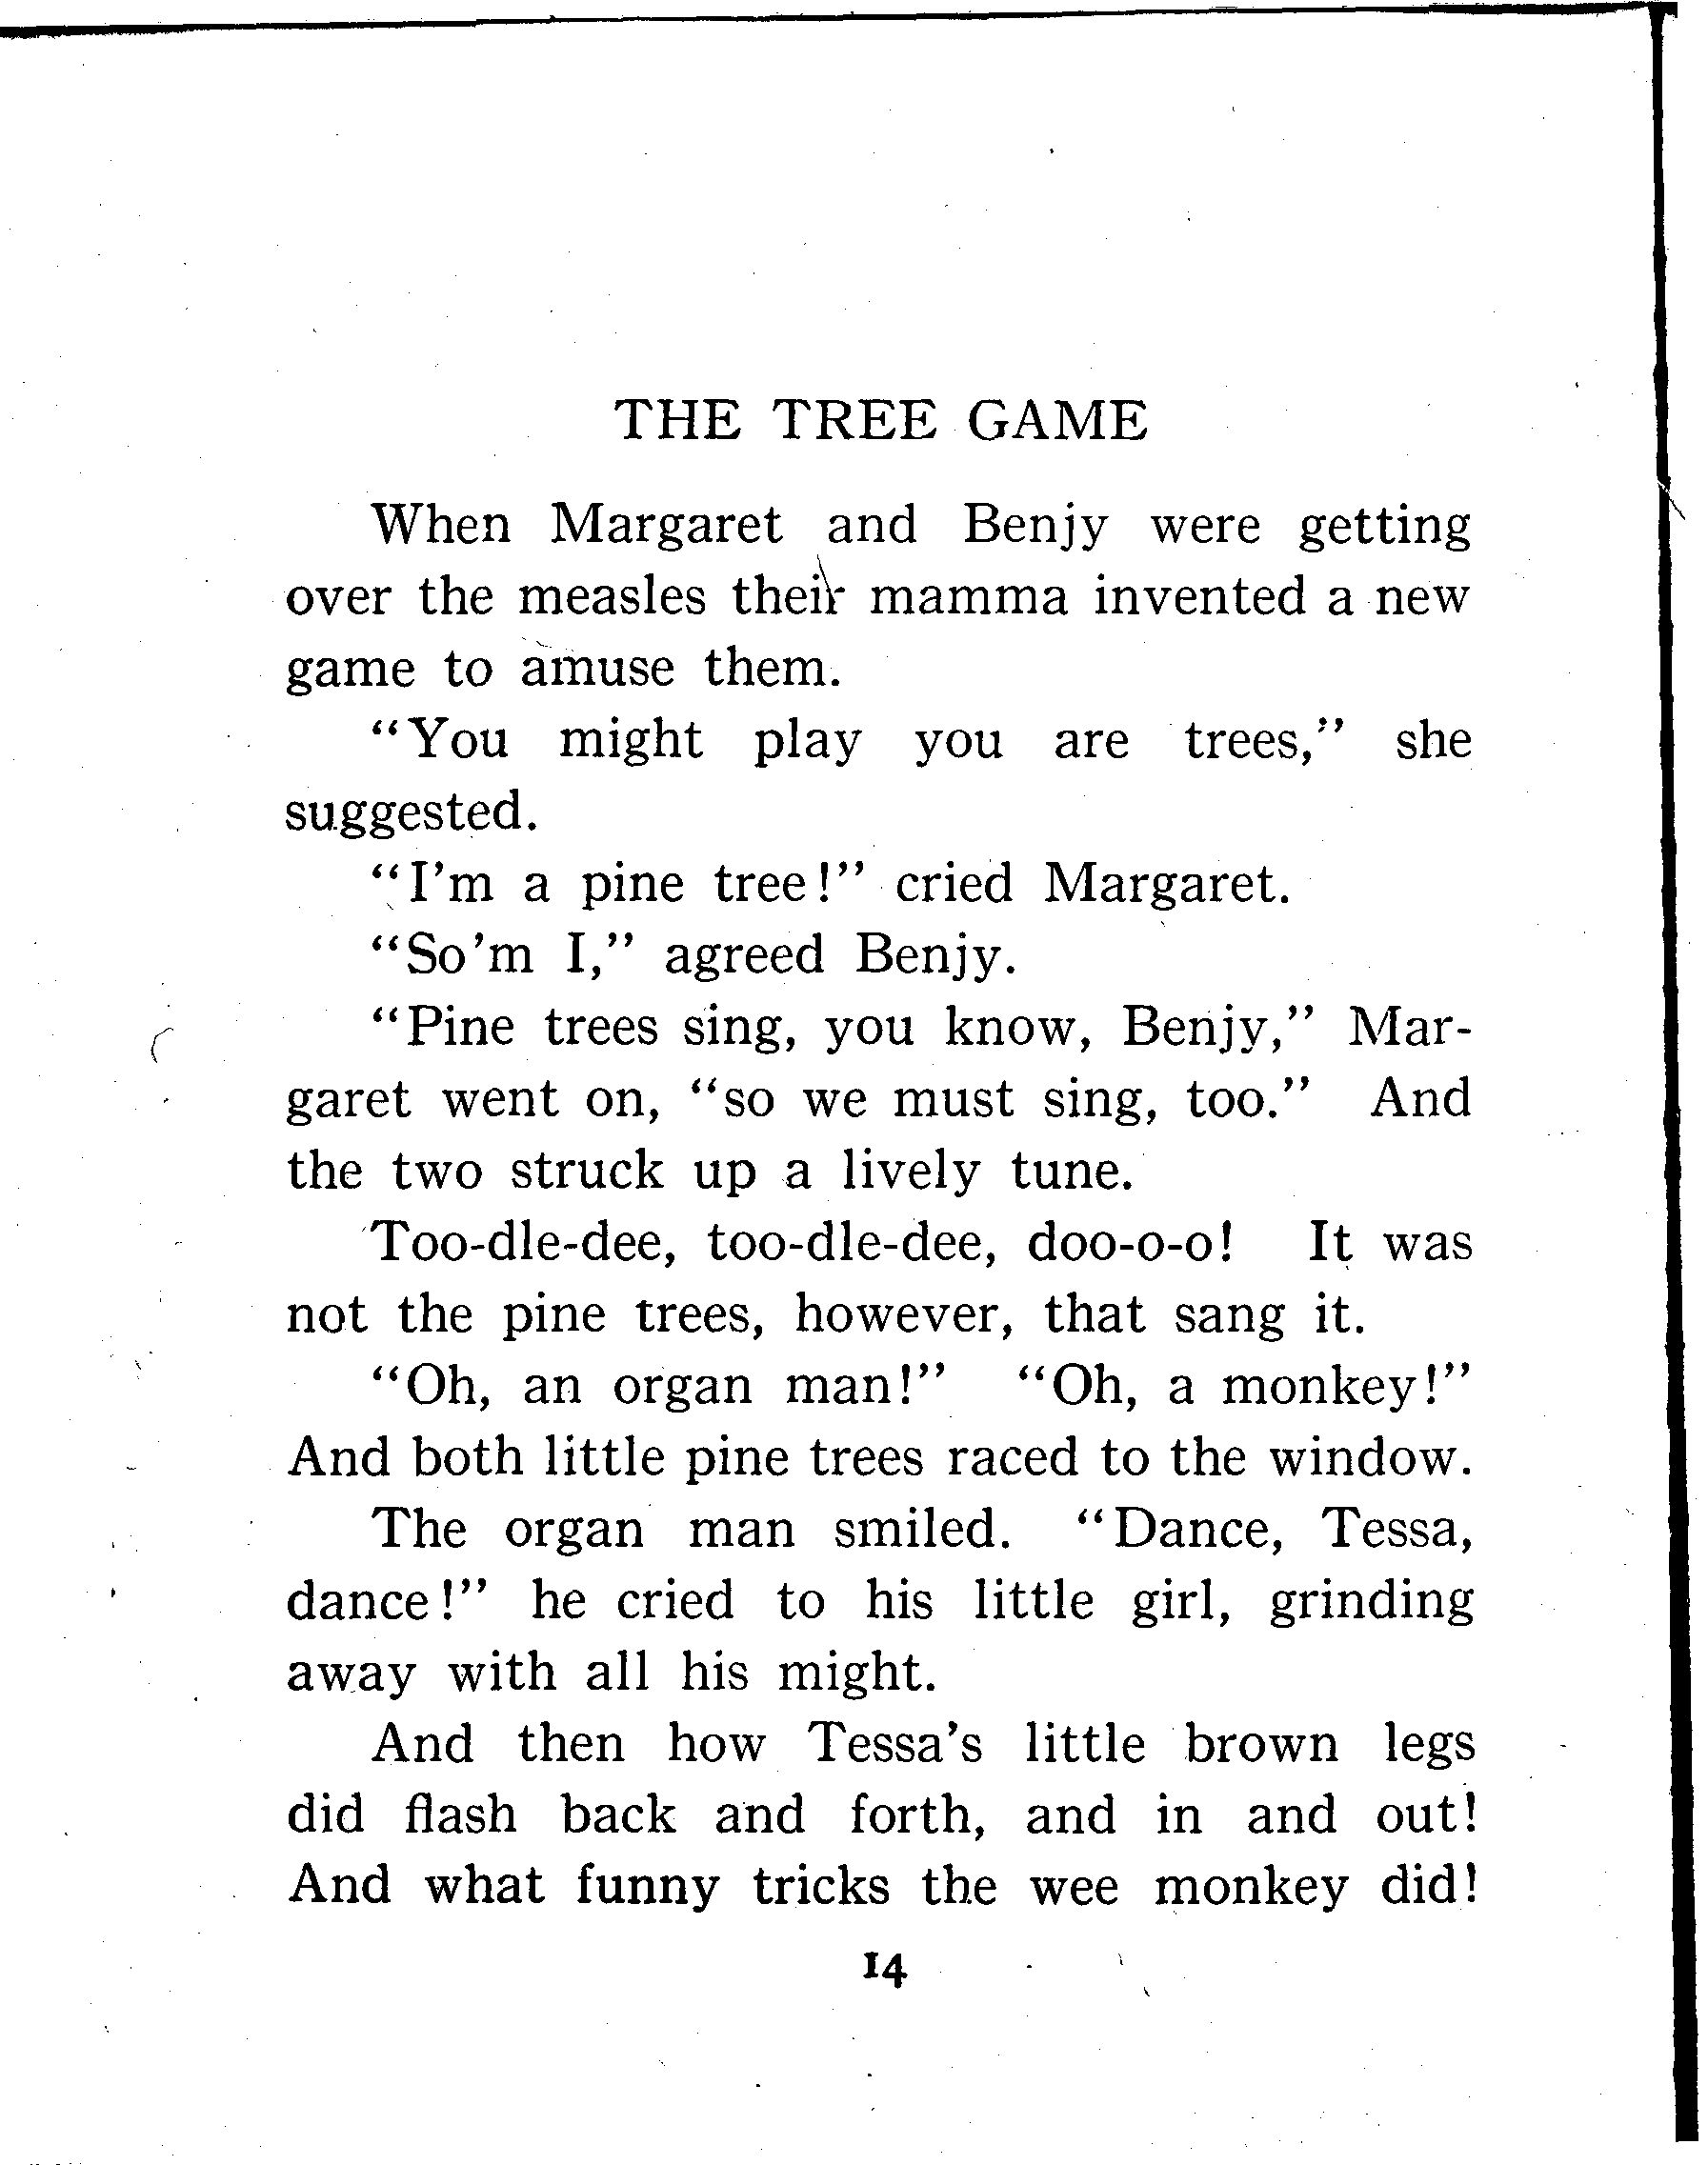 THE TREE GAME
When Margaret and Benjy were getting
over the measles their mamma invented a new
game to amuse them.
"You might play you are trees," she
suggested.
"I'm a pine tree!" cried Margaret.
"So'm I," agreed Benjy.
"Pine trees sing, you know, Benjy," Mar-
garet went on, "so we must sing, too." And
the two struck up a lively tune.
Too-dle-dee, too-dle-dee, doo-o-o! It was
not the pine trees, however, that sang it.
"Oh, an organ man!" "Oh, a monkey!"
And both little pine trees raced to the window.
The organ man smiled. "Dance, Tessa,
dance!" he cried to his little girl, grinding
away with all his might.
And then how Tessa's little brown legs
did flash back and forth, and in and out!
And what funny tricks the wee monkey did!
14